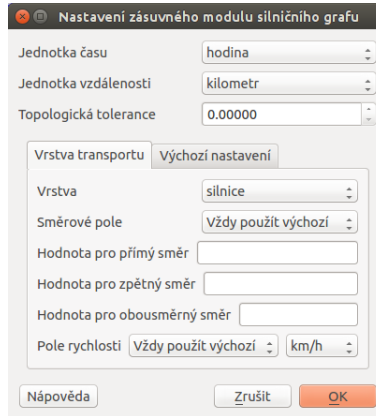 Nastavení zásuvného modulu silničního grafu
Jednotka času hodina
Jednotka vzdálenosti kilometr
Topologická tolerance 0.00000
Vrstva transportu Výchozí nastavení
Vrstva silnice
Směrové pole Vždy použít výchozí
Hodnota pro přímý směr
Hodnota pro zpětný směr
Hodnota pro obousměrný směr
Pole rychlosti Vždy použít výchozí km/h
Nápověda Zrušit OK